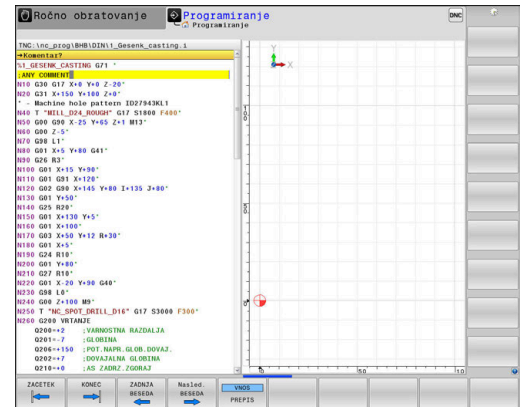 Ročno obratovanje
Programiranje
Programiranje
DNC
TNC:\nc_prog\BHB\DIN\1_Gesenk_casting.i
→Komentar?
%1_GESENK_CASTING G71 *
;ANY COMMENT
N10 G30 G17 X+0 Y+0 Z-20*
N20 G31 X+150 Y+100 Z+0*
* - Machine hole pattern ID27943KL1
N40 T "MILL_D24_ROUGH" G17 S1800 F400*
N50 G00 G90 X-25 Y+65 Z+1 M13*
N60 G00 Z-5*
N70 G98 L1*
N80 G01 X+5 Y+80 G41*
N90 G26 R3*
N100 G01 X+15 Y+90*
N110 G01 G91 X+120*
N120 G02 G90 X+145 Y+80 I+135 J+80*
N130 G01 Y+50*
N140 G25 R20*
N150 G01 X+130 Y+5*
N160 G01 X+100*
N170 G03 X+50 Y+12 R+30*
N180 G01 X+5*
N190 G24 R10*
N200 G01 Y+80*
N210 G27 R10*
N220 G01 X-20 Y+90 G40*
N230 G98 L0*
N240 G00 Z+100 M9*
N250 T "NC_SPOT_DRILL_D16" G17 S3000 F300*
N260 G200 VRTANJE
Q200=+2 ;VARNOSTNA RAZDALJA
Q201=-7 ;GLOBINA
Q206=+150 ;POT.NAPR.GLOB.DOVAJ.
Q202=+7 ;DOVAJALNA GLOBINA
Q210=+0 ;AS ZADRZ.ZGORAJ
Y
X
100
50
0
0
50
10
ZACETEK
KONEC
ZADNJA BESEDA
Nasled. BESEDA
VNOS
PREPIS